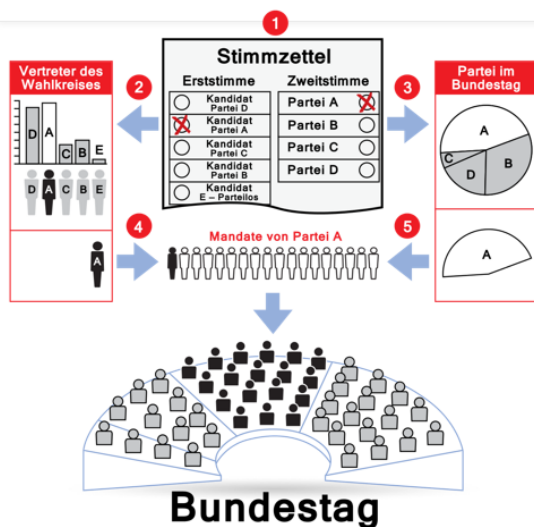 1
Stimmzettel
Erststimme
Kandidat
Partei D
Kandidat
Partei A
Kandidat
Partei C
Kandidat
Partei B
Kandidat
E – Parteilos
Zweitstimme
Partei A
Partei B
Partei C
Partei D
Vertreter des
Wahlkreises
2
D A C B E
D A C B E
3
Partei im
Bundestag
A
B
C
D
4
A
Mandate von Partei A
5
A
Bundestag